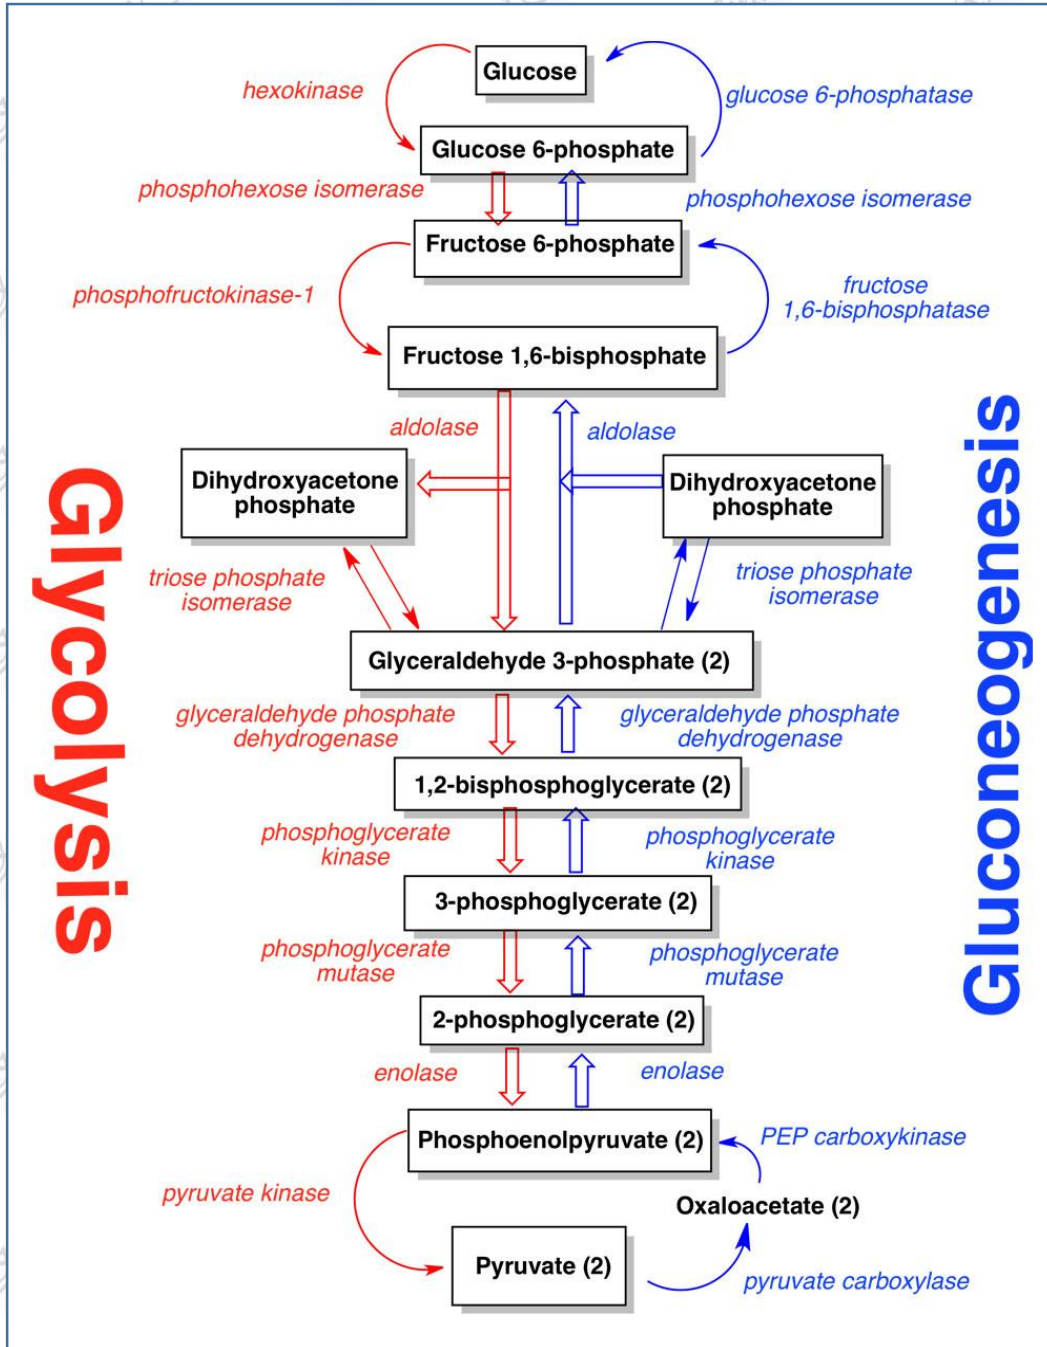 Glucose
hexokinase
glucose 6-phosphatase
Glucose 6-phosphate
phosphohexose isomerase
phosphohexose isomerase
Fructose 6-phosphate
phosphofructokinase-1
fructose
1,6-bisphosphatase
Fructose 1,6-bisphosphate
aldolase
aldolase
Dihydroxyacetone
phosphate
Dihydroxyacetone
phosphate
triose phosphate
isomerase
triose phosphate
isomerase
Glyceraldehyde 3-phosphate (2)
glyceraldehyde phosphate
dehydrogenase
glyceraldehyde phosphate
dehydrogenase
1,2-bisphosphoglycerate (2)
phosphoglycerate
kinase
phosphoglycerate
kinase
3-phosphoglycerate (2)
phosphoglycerate
mutase
phosphoglycerate
mutase
2-phosphoglycerate (2)
enolase
enolase
Phosphoenolpyruvate (2)
PEP carboxykinase
pyruvate kinase
Oxaloacetate (2)
Pyruvate (2)
pyruvate carboxylase
Glycolysis
Gluconeogenesis